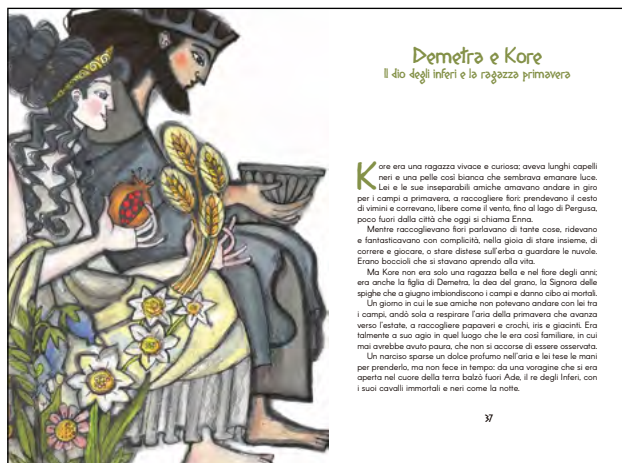 Demetra e Kore
Il dio degli inferi e la ragazza primavera
Kore era una ragazza vivace e curiosa; aveva lunghi capelli
neri e una pelle così bianca che sembrava emanare luce.
Lei e le sue inseparabili amiche amavano andare in giro
per i campi a primavera, a raccogliere fiori: prendevano il cesto
di vimini e correvano, libere come il vento, fino al lago di Pergusa,
poco fuori dalla città che oggi si chiama Enna.
Mentre raccoglievano fiori parlavano di tante cose, ridevano
e fantasticavano con complicità, nella gioia di stare insieme, di
correre e giocare, o stare distese sull'erba a guardare le nuvole.
Erano boccioli che si stavano aprendo alla vita.
Ma Kore non era solo una ragazza bella e nel fiore degli anni;
era anche la figlia di Demetra, la dea del grano, la Signora delle
spighe che a giugno imbiondiscono i campi e danno cibo ai mortali.
Un giorno in cui le sue amiche non potevano andare con lei tra
i campi, andò sola a respirare l'aria della primavera che avanza
verso l'estate, a raccogliere papaveri e crochi, iris e giacinti. Era
talmente a suo agio in quel luogo che le era così familiare, in cui
mai avrebbe avuto paura, che non si accorse di essere osservata.
Un narciso sparse un dolce profumo nell'aria e lei tese le mani
per prenderlo, ma non fece in tempo: da una voragine che si era
aperta nel cuore della terra balzò fuori Ade, il re degli Inferi, con
i suoi cavalli immortali e neri come la notte.
37